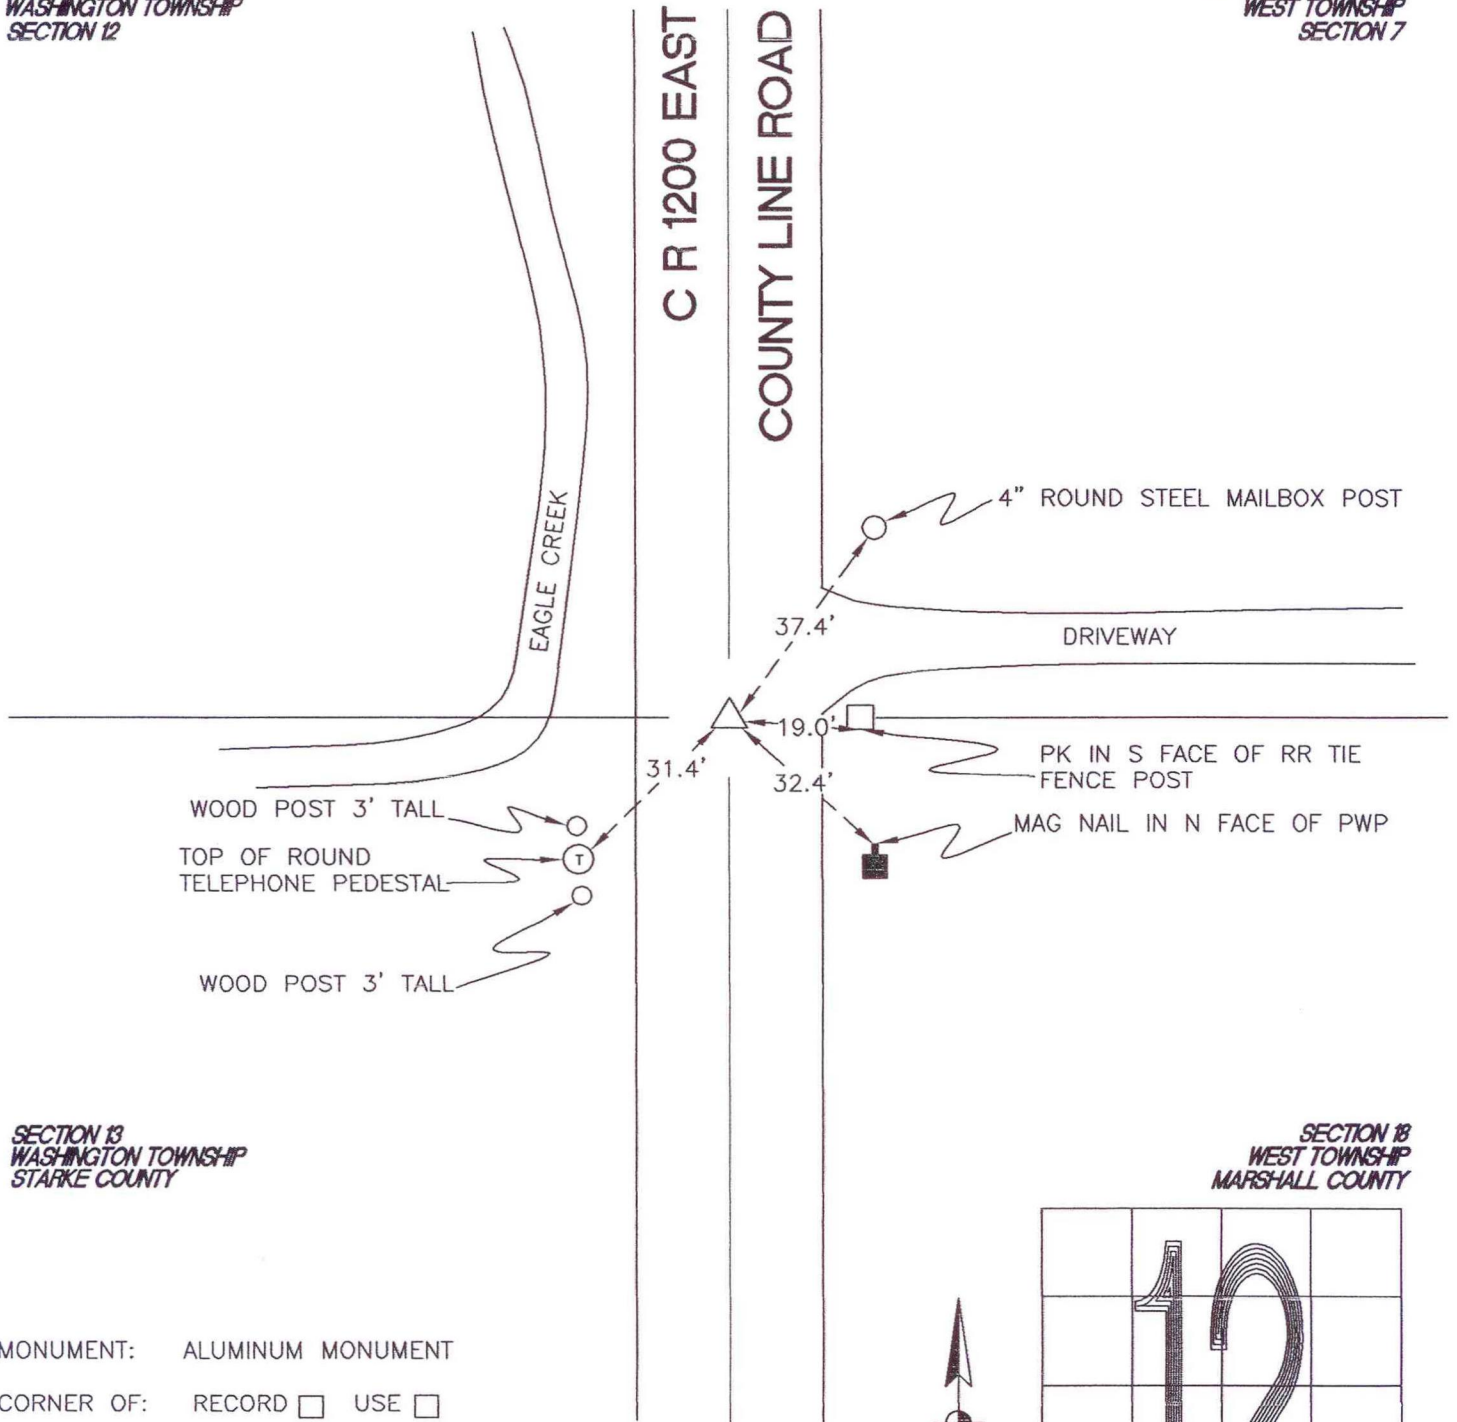 WASHINGTON TOWNSHIP
SECTION 12
WEST TOWNSHIP
SECTION 7
C R 1200 EAST
COUNTY LINE ROAD
EAGLE CREEK
4" ROUND STEEL MAILBOX POST
37.4'
DRIVEWAY
19.0'
31.4'
32.4'
PK IN S FACE OF RR TIE
FENCE POST
WOOD POST 3' TALL
MAG NAIL IN N FACE OF PWP
TOP OF ROUND
TELEPHONE PEDESTAL
T
WOOD POST 3' TALL
SECTION 13
WASHINGTON TOWNSHIP
STARKE COUNTY
SECTION 18
WEST TOWNSHIP
MARSHALL COUNTY
12
MONUMENT: ALUMINUM MONUMENT
CORNER OF: RECORD □ USE □